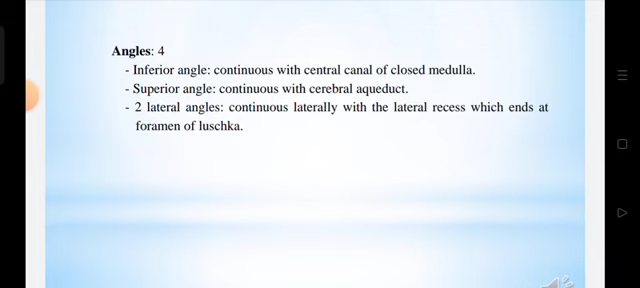 Angles: 4
- Inferior angle: continuous with central canal of closed medulla.
- Superior angle: continuous with cerebral aqueduct.
- 2 lateral angles: continuous laterally with the lateral recess which ends at
foramen of luschka.